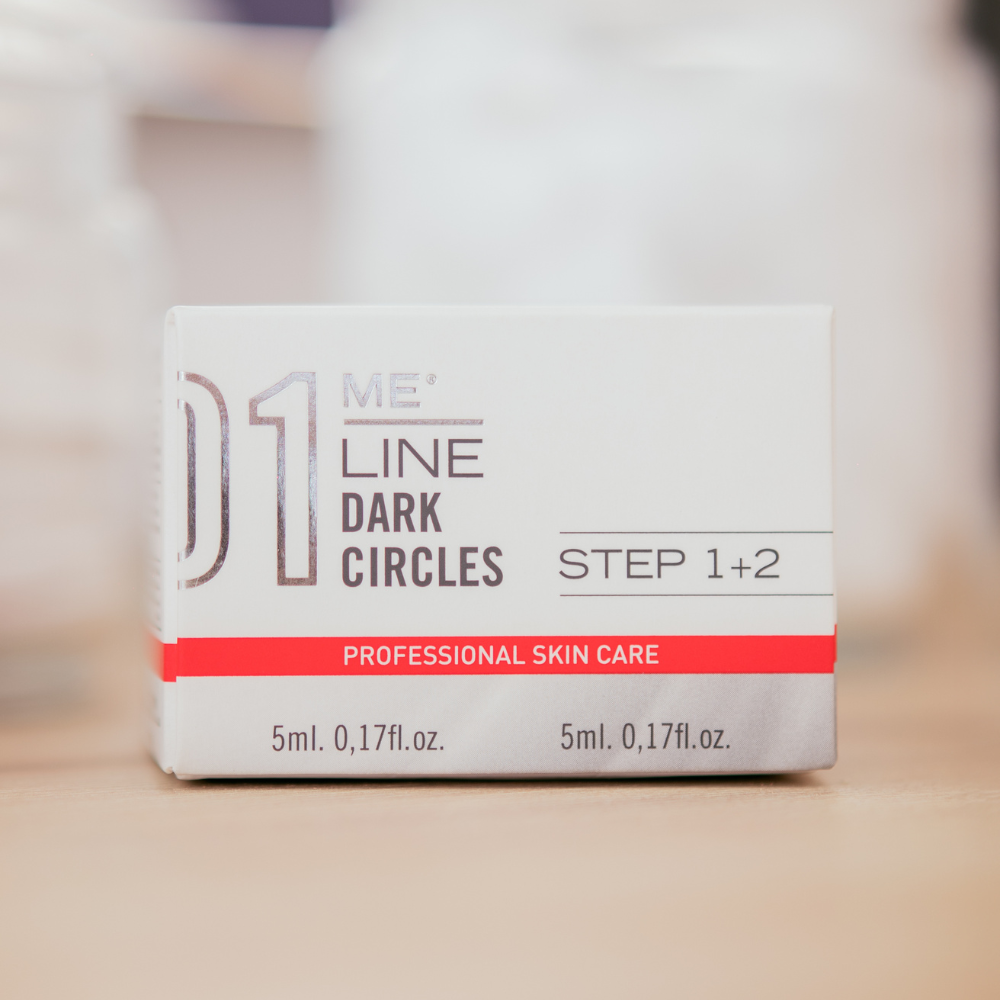 01
ME®
LINE
DARK
CIRCLES
STEP 1+2
PROFESSIONAL SKIN CARE
5ml. 0,17fl.oz.
5ml. 0,17fl.oz.